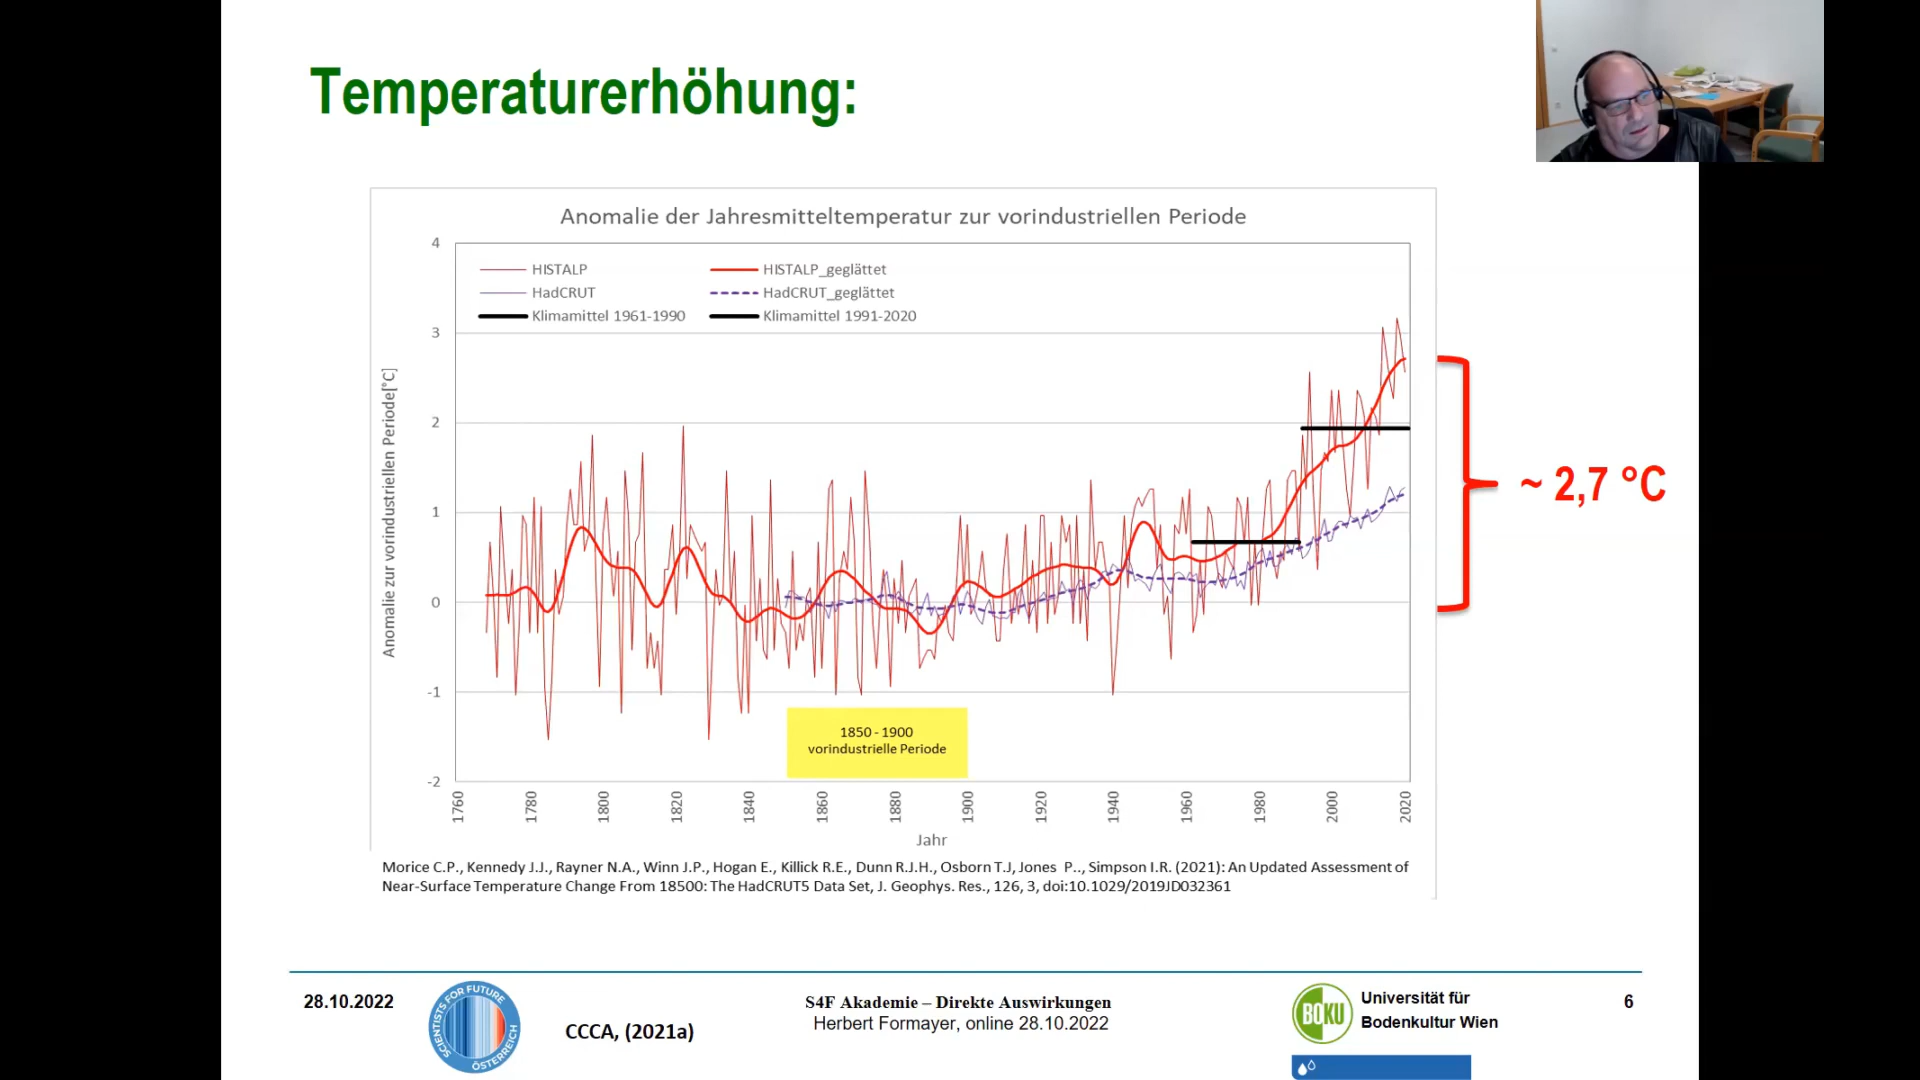 Temperaturerhöhung:
Anomalie der Jahresmitteltemperatur zur vorindustriellen Periode
4
3
2
1
0
-1
-2
Anomalie zur vorindustriellen Periode[°C]
HISTALP
HISTALP_geglättet
HadCRUT
HadCRUT_geglättet
Klimamittel 1961-1990
Klimamittel 1991-2020
~ 2,7 °C
1850 - 1900
vorindustrielle Periode
1760
1780
1800
1820
1840
1860
1880
1900
1920
1940
1960
1980
2000
2020
Jahr
Morice C.P., Kennedy J.J., Rayner N.A., Winn J.P., Hogan E., Killick R.E., Dunn R.J.H., Osborn T.J, Jones P.., Simpson I.R. (2021): An Updated Assessment of
Near-Surface Temperature Change From 18500: The HadCRUT5 Data Set, J. Geophys. Res., 126, 3, doi:10.1029/2019JD032361
28.10.2022
SCIENTISTS FOR FUTURE
ÖSTERREICH
CCCA, (2021a)
S4F Akademie – Direkte Auswirkungen
Herbert Formayer, online 28.10.2022
BOKU
Universität für
Bodenkultur Wien
6